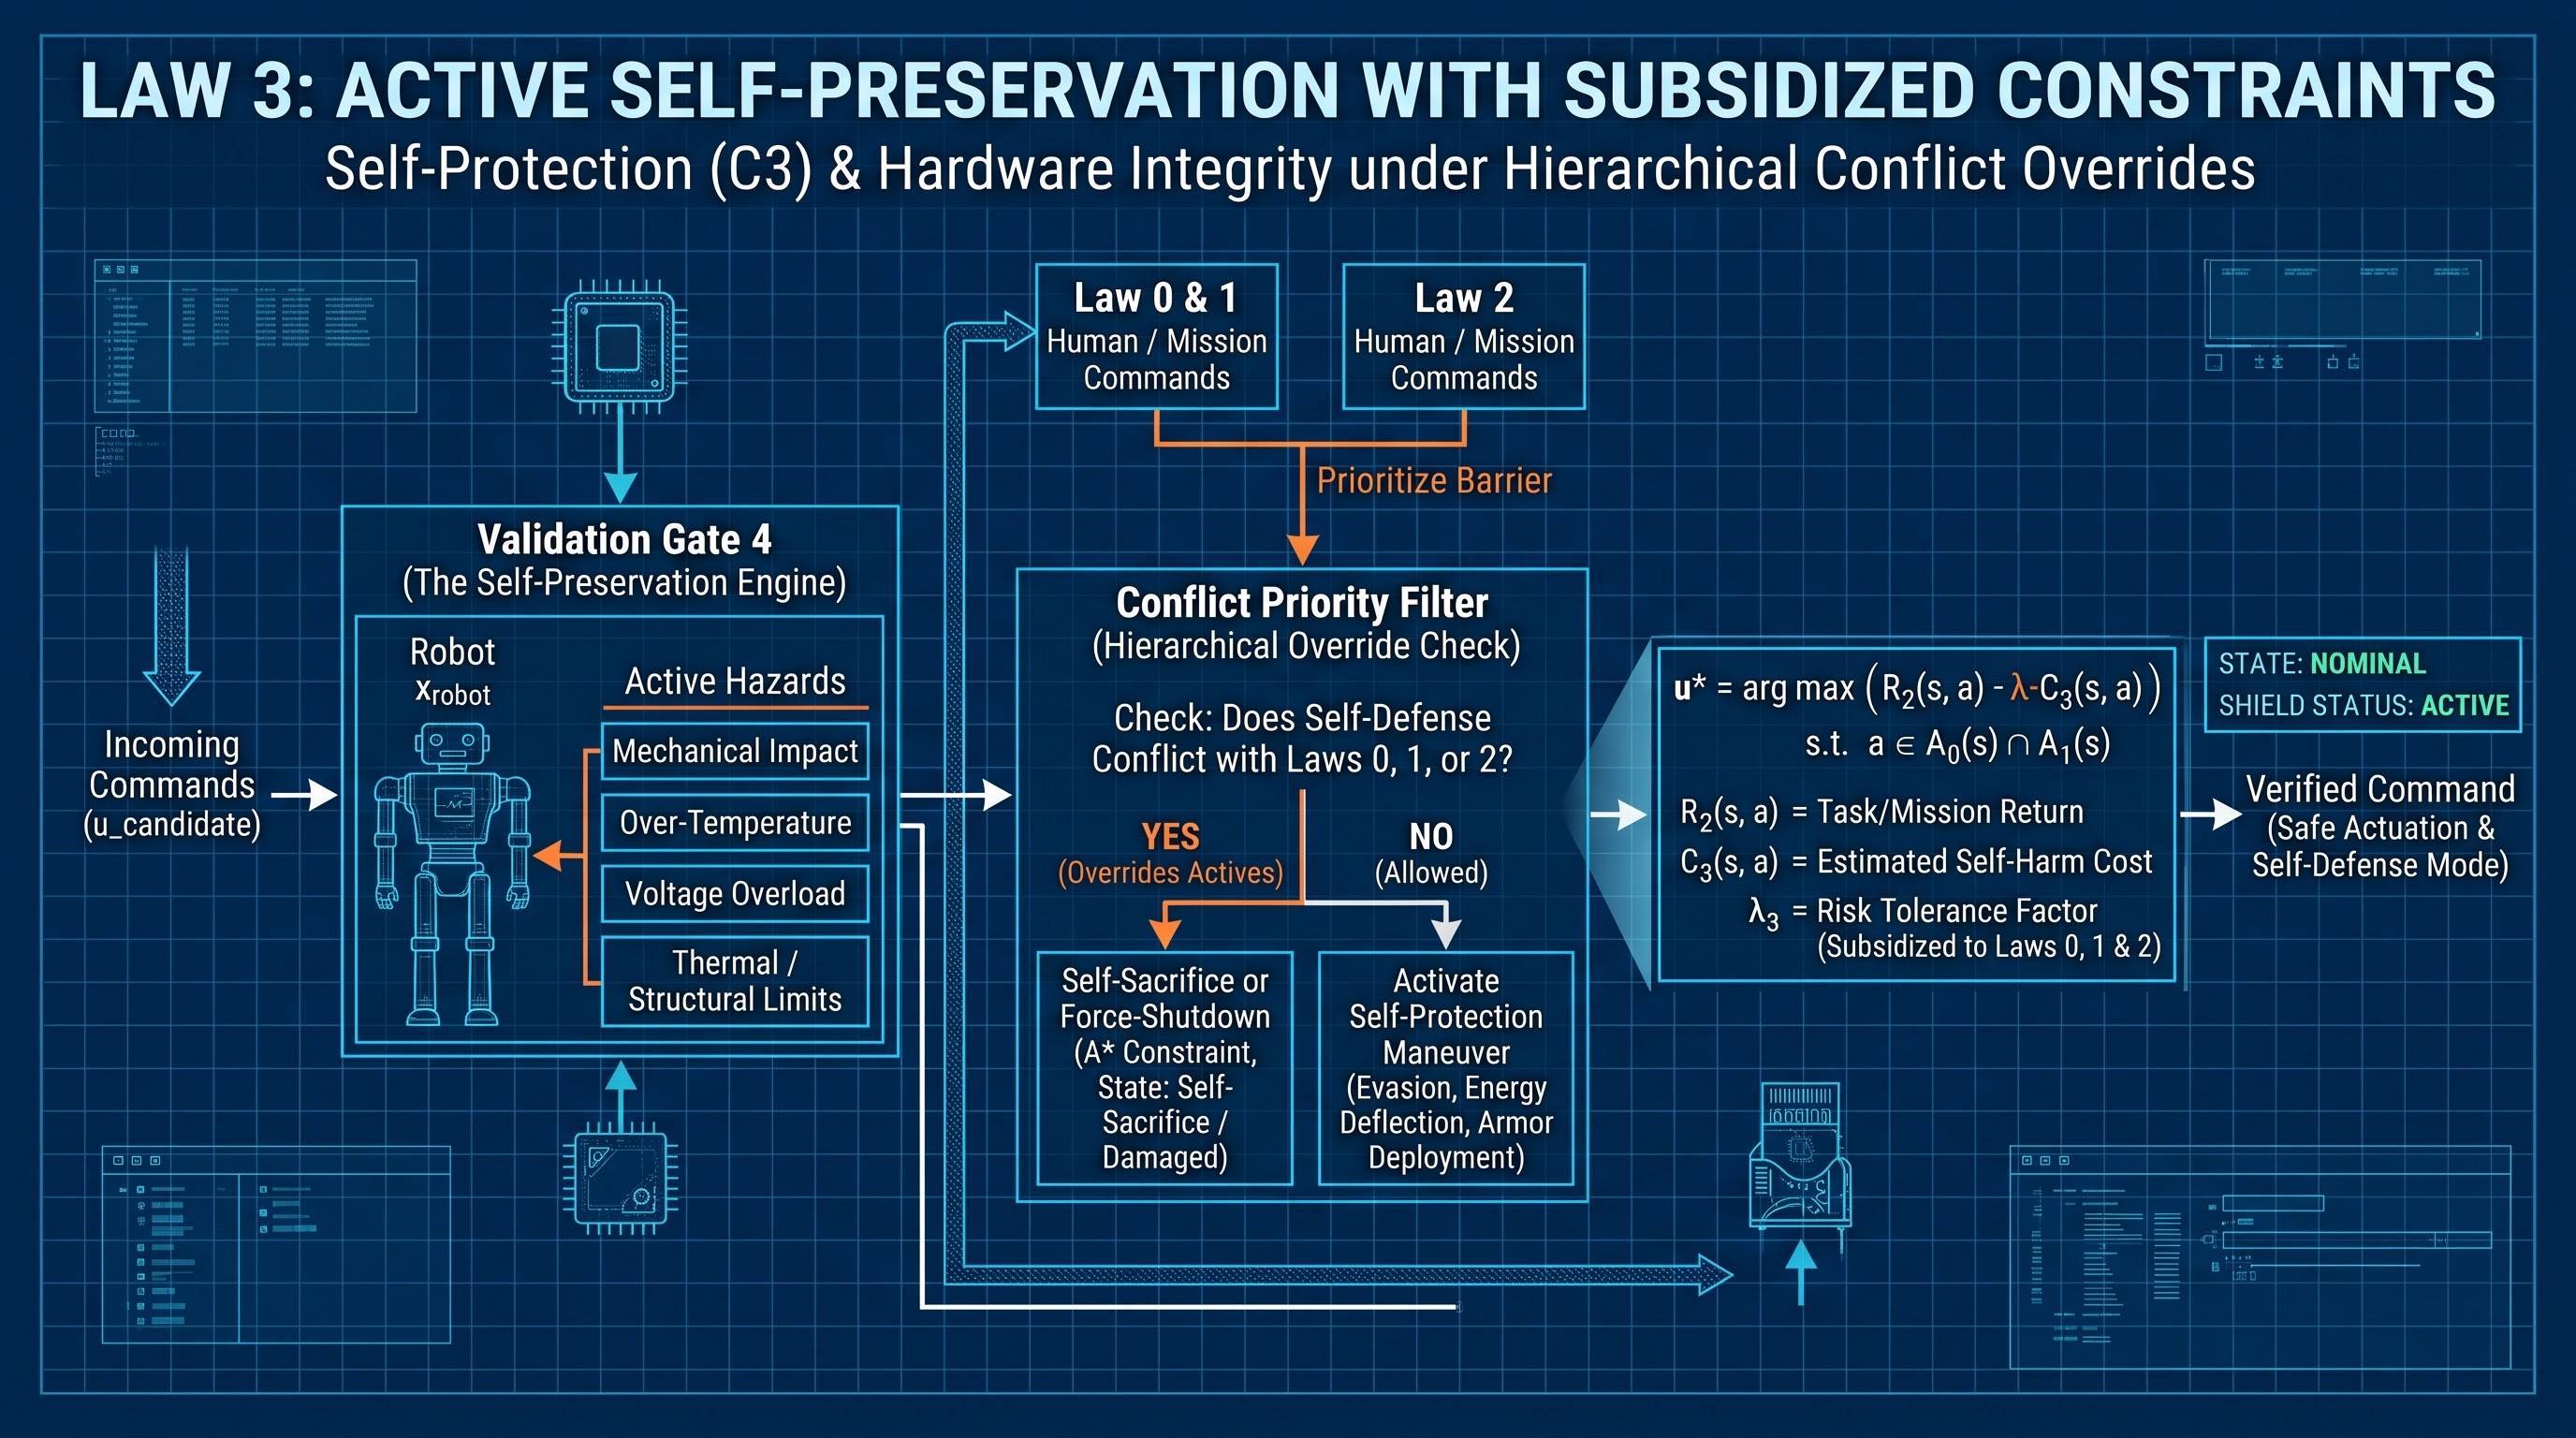 LAW 3: ACTIVE SELF-PRESERVATION WITH SUBSIDIZED CONSTRAINTS
Self-Protection (C3) & Hardware Integrity under Hierarchical Conflict Overrides
Incoming
Commands
(u_candidate)
Validation Gate 4
(The Self-Preservation Engine)
Robot
x_robot
Active Hazards
Mechanical Impact
Over-Temperature
Voltage Overload
Thermal /
Structural Limits
Law 0 & 1
Human / Mission
Commands
Law 2
Human / Mission
Commands
Prioritize Barrier
Conflict Priority Filter
(Hierarchical Override Check)
Check: Does Self-Defense
Conflict with Laws 0, 1, or 2?
YES
(Overrides Actives)
NO
(Allowed)
Self-Sacrifice or
Force-Shutdown
(A* Constraint,
State: Self-
Sacrifice /
Damaged)
Activate
Self-Protection
Maneuver
(Evasion, Energy
Deflection, Armor
Deployment)
u* = arg max (R₂(s, a) - λ-C₃(s, a))
s.t. a ∈ A₀(s) ∩ A₁(s)
R₂(s, a) = Task/Mission Return
C₃(s, a) = Estimated Self-Harm Cost
λ₃ = Risk Tolerance Factor
(Subsidized to Laws 0, 1 & 2)
STATE: NOMINAL
SHIELD STATUS: ACTIVE
Verified Command
(Safe Actuation &
Self-Defense Mode)